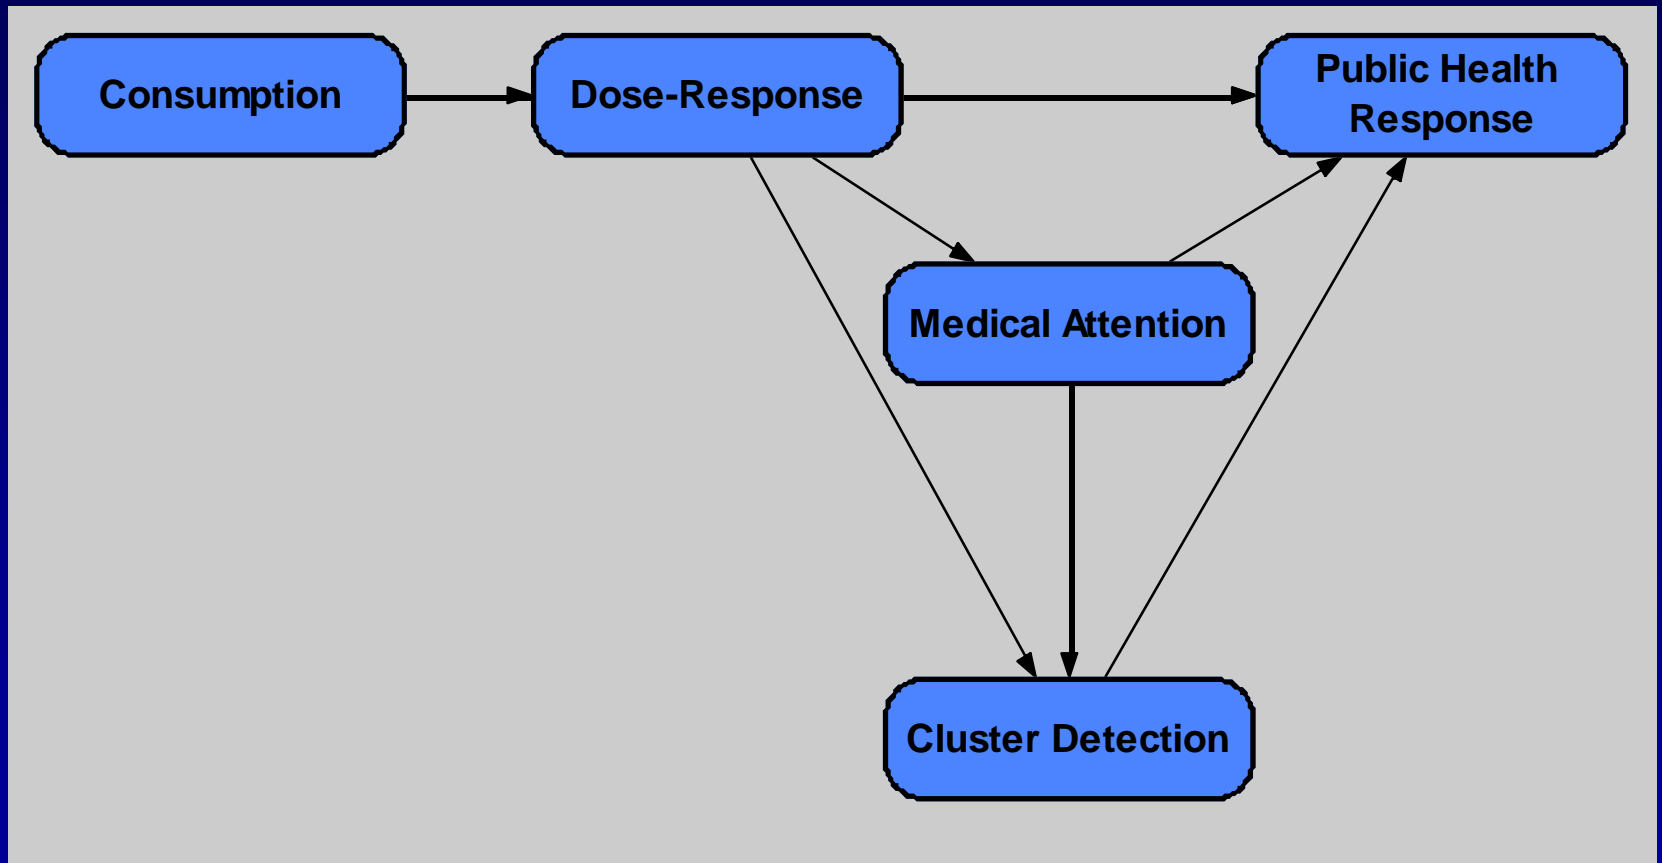 Consumption
Dose-Response
Public Health
Response
Medical Attention
Cluster Detection